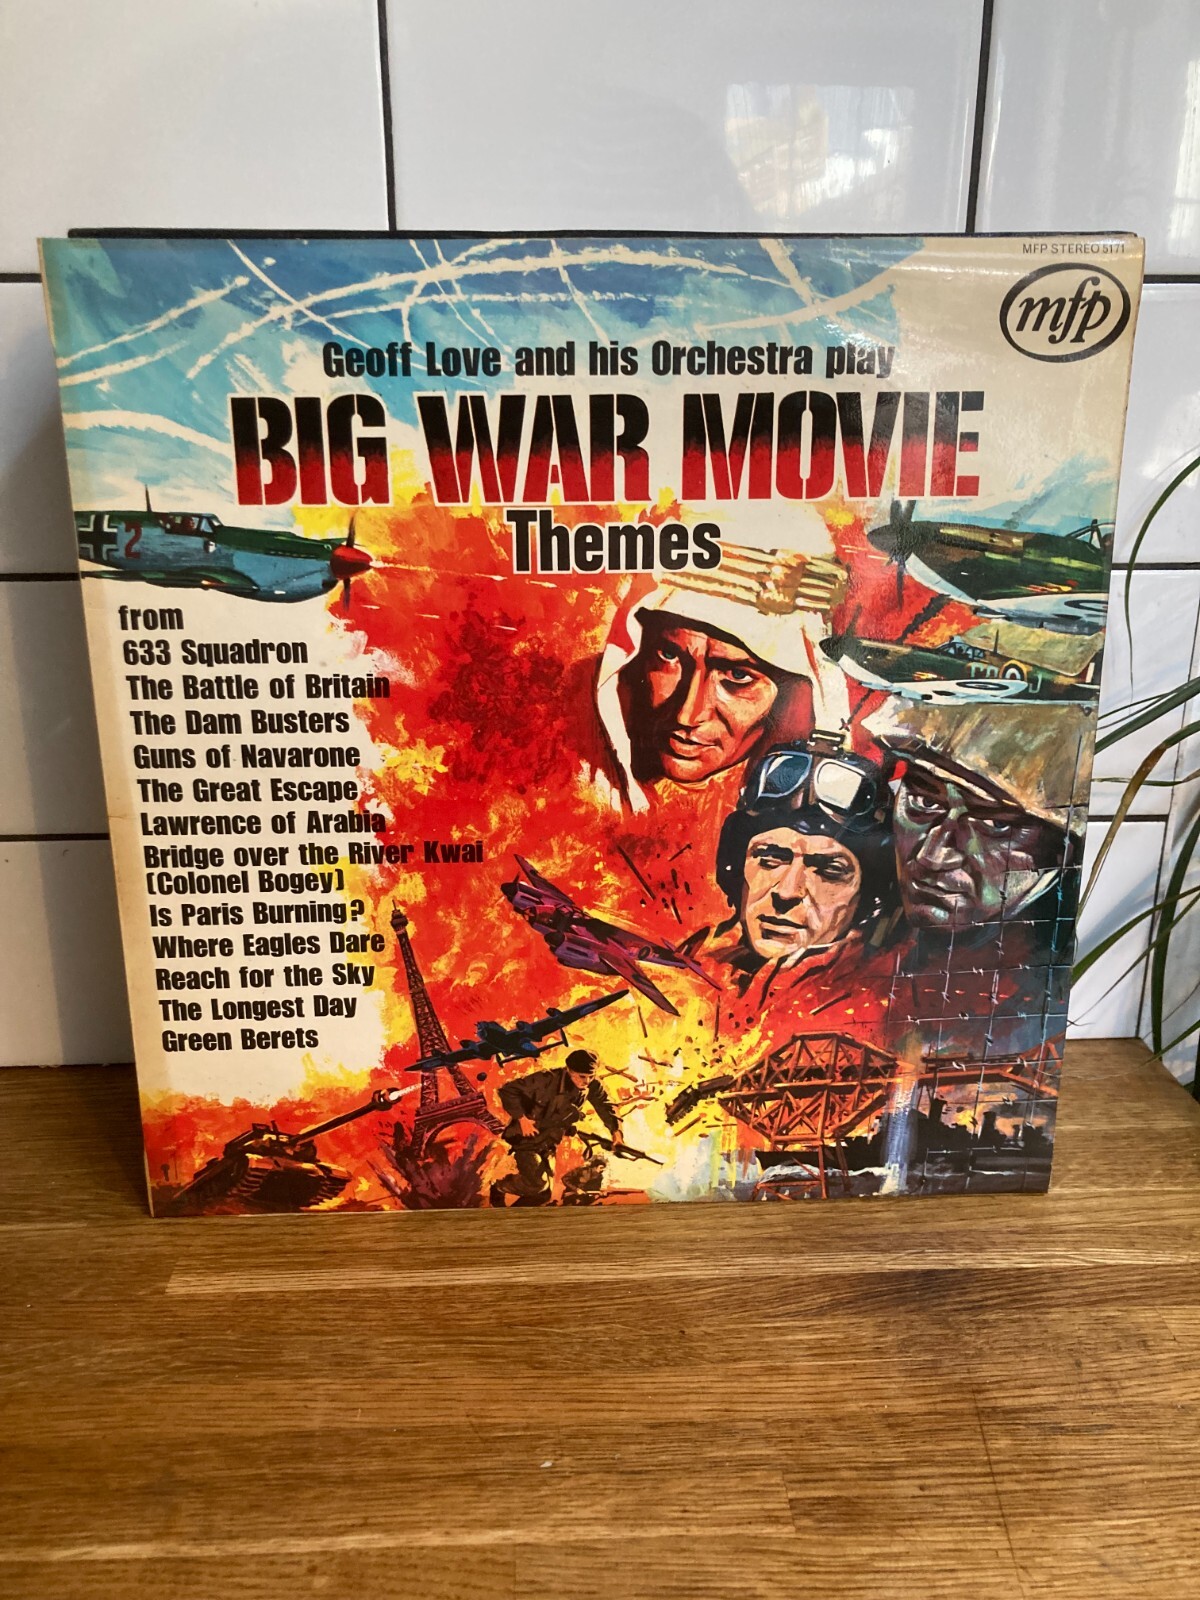 MFP STEREO 5171
mfp
Geoff Love and his Orchestra play
BIG WAR MOVIE
Themes
2
from
633 Squadron
The Battle of Britain
The Dam Busters
Guns of Navarone
The Great Escape
Lawrence of Arabia
Bridge over the River Kwai
(Colonel Bogey)
Is Paris Burning?
Where Eagles Dare
Reach for the Sky
The Longest Day
Green Berets